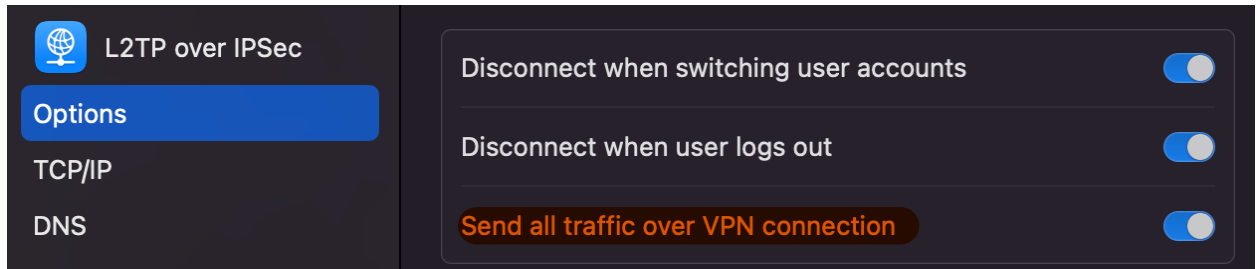 L2TP over IPSec
Options
TCP/IP
DNS
Disconnect when switching user accounts
Disconnect when user logs out
Send all traffic over VPN connection